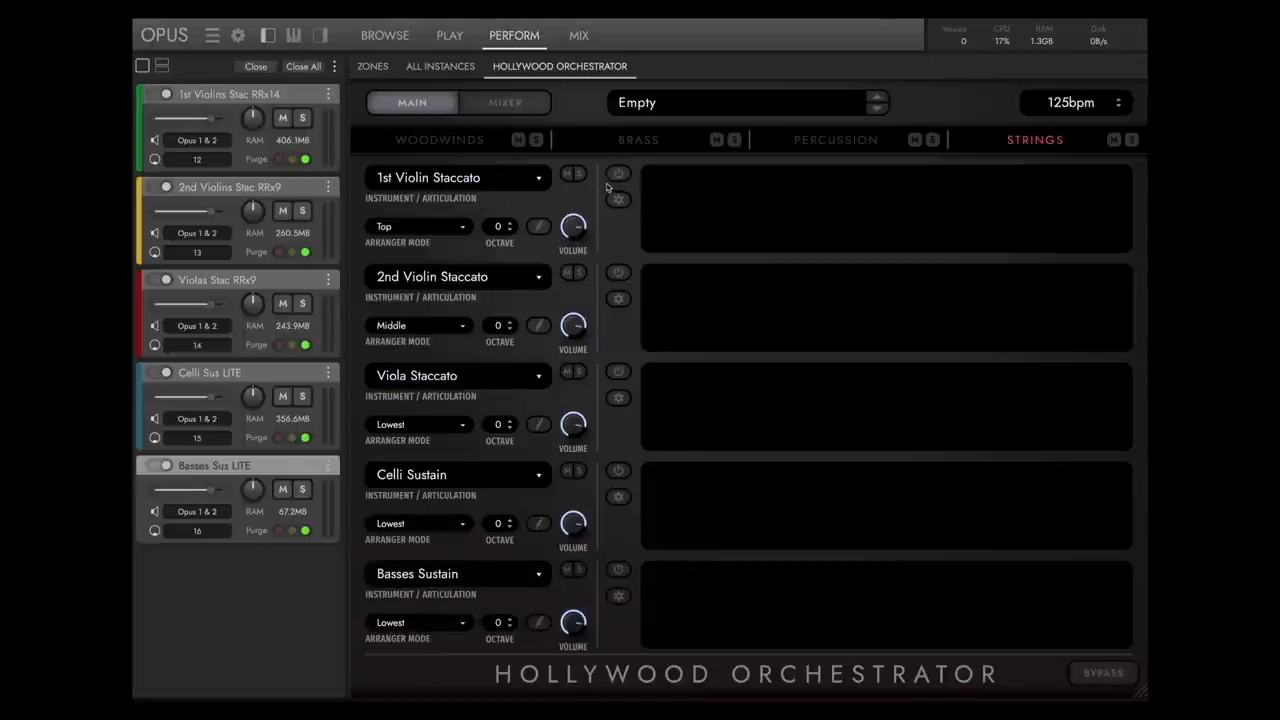 OPUS
BROWSE PLAY PERFORM MIX
Voices 0 CPU 17% RAM 1.3GB Disk 0B/s
Close Close All
ZONES ALL INSTANCES HOLLYWOOD ORCHESTRATOR
MAIN MIXER Empty 125bpm
WOODWINDS M S BRASS M S PERCUSSION M S STRINGS M S
1st Violins Stac RRx14
M S
Opus 1 & 2 RAM 406.1MB
12 Purge
2nd Violins Stac RRx9
M S
Opus 1 & 2 RAM 260.5MB
13 Purge
Violas Stac RRx9
M S
Opus 1 & 2 RAM 243.9MB
14 Purge
Celli Sus LITE
M S
Opus 1 & 2 RAM 356.6MB
15 Purge
Basses Sus LITE
M S
Opus 1 & 2 RAM 67.2MB
16 Purge
1st Violin Staccato M S
INSTRUMENT / ARTICULATION
Top 0
ARRANGER MODE OCTAVE VOLUME
2nd Violin Staccato M S
INSTRUMENT / ARTICULATION
Middle 0
ARRANGER MODE OCTAVE VOLUME
Viola Staccato M S
INSTRUMENT / ARTICULATION
Lowest 0
ARRANGER MODE OCTAVE VOLUME
Celli Sustain M S
INSTRUMENT / ARTICULATION
Lowest 0
ARRANGER MODE OCTAVE VOLUME
Basses Sustain M S
INSTRUMENT / ARTICULATION
Lowest 0
ARRANGER MODE OCTAVE VOLUME
HOLLYWOOD ORCHESTRATOR BYPASS